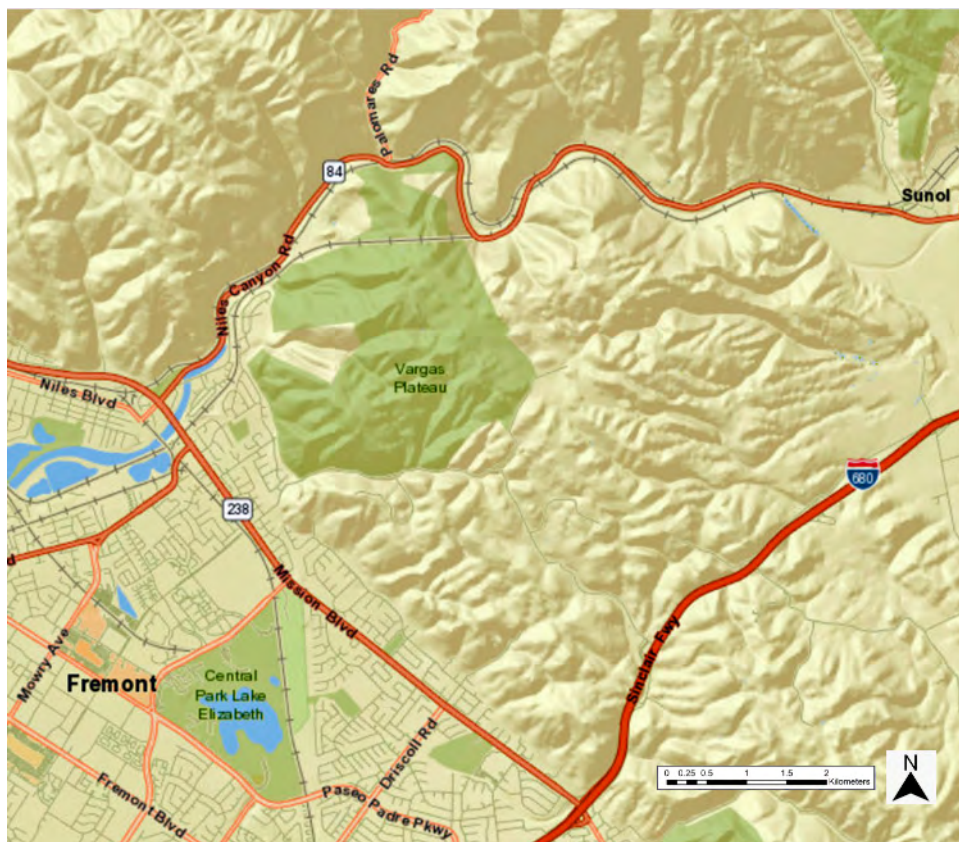 Palomares Rd
84
Sunol
Niles Canyon Rd
Vargas
Plateau
Niles Blvd
680
238
Mission Blvd
d
Sinclair Fwy
Mowry Ave
Fremont
Central
Park Lake
Elizabeth
Driscoll Rd
Fremont Blvd
Paseo Padre Pkwy
0 0.25 0.5 1 1.5 2
Kilometers
N